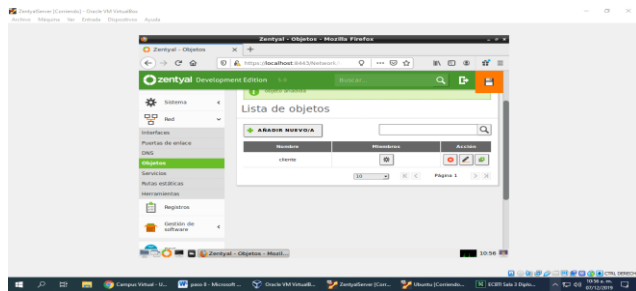 ZentyalServer [Corriendo] - Oracle VM VirtualBox
Archivo Máquina Ver Entrada Dispositivos Ayuda
Zentyal - Objetos - Mozilla Firefox
Zentyal - Objetos
https://localhost:8443/Network/
zentyal Development Edition
Buscar...
Sistema
Red
Interfaces
Puertas de enlace
DNS
Objetos
Servicios
Rutas estáticas
Herramientas
Registros
Gestión de software
Lista de objetos
AÑADIR NUEVO/A
Nombre Miembros Acción
cliente
10 Página 1
Zentyal - Objetos - Mozill...
10:56
CTRL DERECHA
Campus Virtual - U...
paso 8 - Microsoft ...
Oracle VM VirtualB...
ZentyalServer [Corr...
Ubuntu [Corriendo...
ECBTI Sala 3 Diplo...
10:56 a. m.
07/12/2019